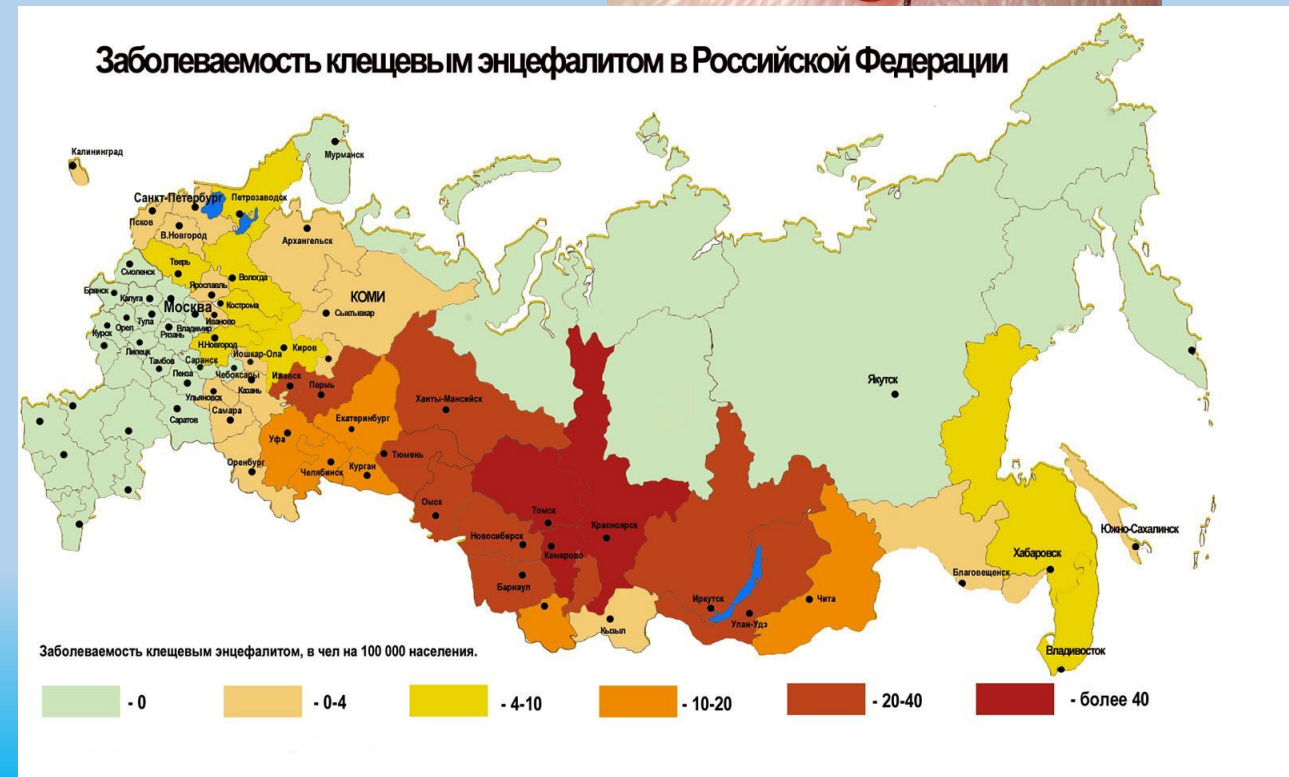 Заболеваемость клещевым энцефалитом в Российской Федерации
Калининград
Мурманск
Санкт-Петербург
Петрозаводск
Псков
В.Новгород
Архангельск
Смоленск
Тверь
Вологда
КОМИ
Брянск
Калуга
Ярославль
Москва
Кострома
Сыктывкар
Иваново
Курск
Орел
Тула
Рязань
Владимир
Липецк
Н.Новгород
Киров
Йошкар-Ола
Тамбов
Саранск
Пенза
Чебоксары
Ижевск
Пермь
Казань
Ульяновск
Самара
Саратов
Екатеринбург
Ханты-Мансийск
Якутск
Уфа
Оренбург
Челябинск
Курган
Тюмень
Омск
Томск
Новосибирск
Красноярск
Кемерово
Барнаул
Южно-Сахалинск
Хабаровск
Благовещенск
Иркутск
Чита
Улан-Удэ
Кызыл
Владивосток
Заболеваемость клещевым энцефалитом, в чел на 100 000 населения.
- 0
- 0-4
- 4-10
- 10-20
- 20-40
- более 40